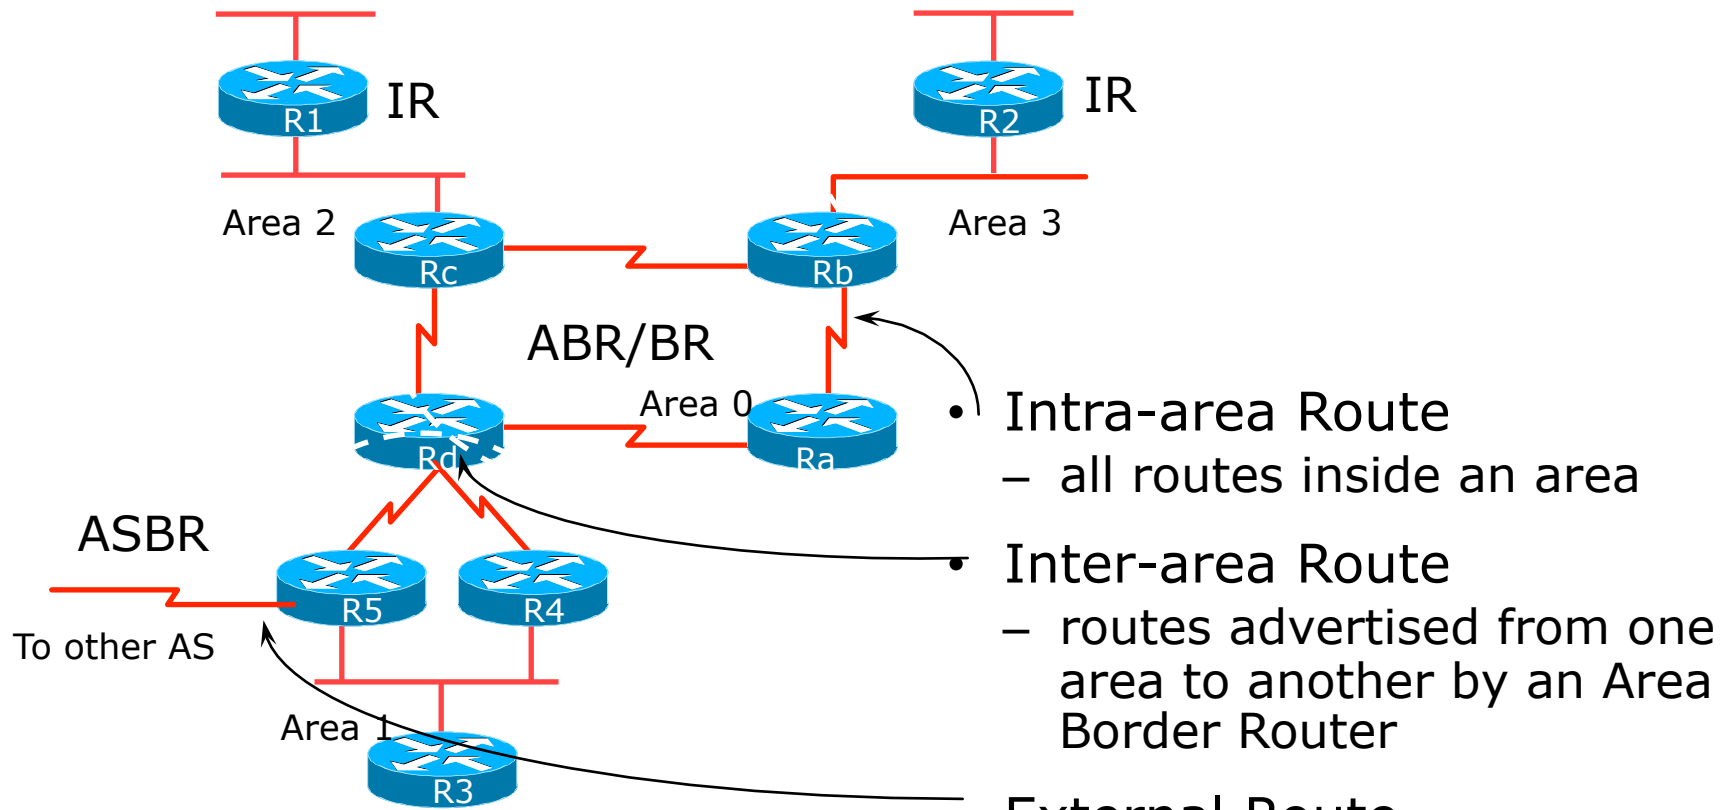 R1
IR
R2
IR
Area 2
Area 3
Rc
Rb
ABR/BR
Area 0
Rd
Ra
• Intra-area Route
– all routes inside an area
ASBR
• Inter-area Route
R5
R4
– routes advertised from one
To other AS
area to another by an Area
Border Router
Area 1
R3
External Route